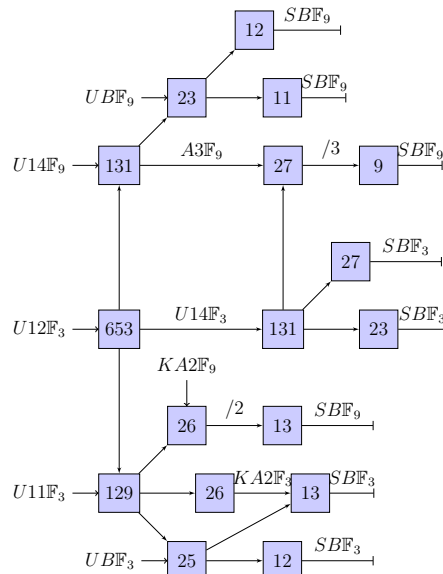 12 SB𝔽₉
UB𝔽₉ 23 11 SB𝔽₉
U14𝔽₉ 131 A3𝔽₉ 27 /3 9 SB𝔽₉
27 SB𝔽₃
U12𝔽₃ 653 U14𝔽₃ 131 23 SB𝔽₃
KA2𝔽₉
26 /2 13 SB𝔽₉
U11𝔽₃ 129 26 KA2𝔽₃ 13 SB𝔽₃
UB𝔽₃ 25 12 SB𝔽₃